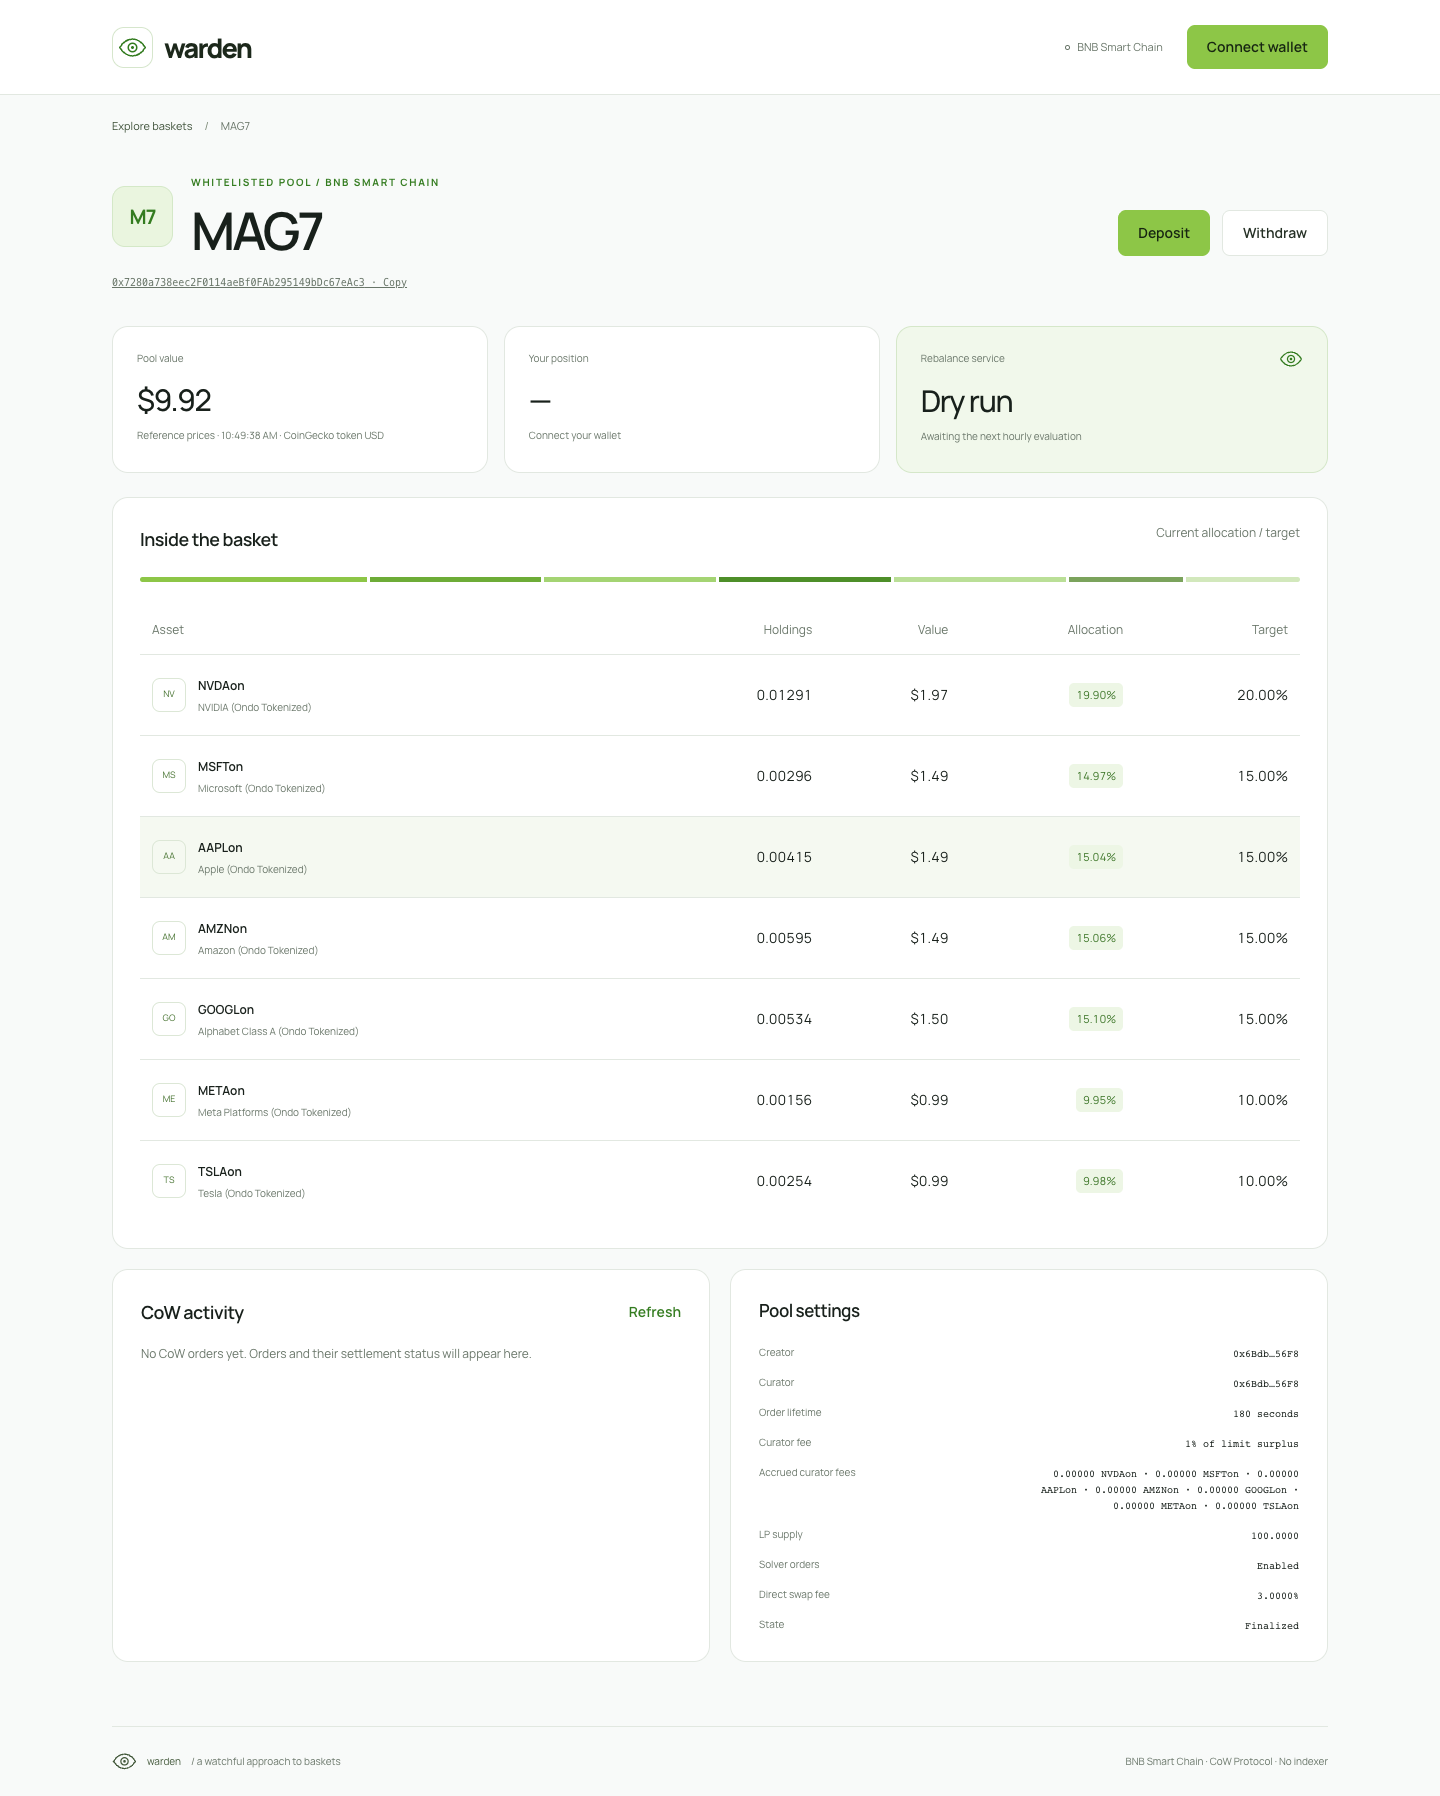 warden
BNB Smart Chain
Connect wallet
Explore baskets / MAG7
WHITELISTED POOL / BNB SMART CHAIN
M7
MAG7
Deposit
Withdraw
0x7280a738eec2F0114aeBf0FAb295149bDc67eAc3 · Copy
Pool value
$9.92
Reference prices · 10:49:38 AM · CoinGecko token USD
Your position
—
Connect your wallet
Rebalance service
Dry run
Awaiting the next hourly evaluation
Inside the basket
Current allocation / target
Asset Holdings Value Allocation Target
NV NVDAon 0.01291 $1.97 19.90% 20.00%
NVIDIA (Ondo Tokenized)
MS MSFTon 0.00296 $1.49 14.97% 15.00%
Microsoft (Ondo Tokenized)
AA AAPLon 0.00415 $1.49 15.04% 15.00%
Apple (Ondo Tokenized)
AM AMZNon 0.00595 $1.49 15.06% 15.00%
Amazon (Ondo Tokenized)
GO GOOGLon 0.00534 $1.50 15.10% 15.00%
Alphabet Class A (Ondo Tokenized)
ME METAon 0.00156 $0.99 9.95% 10.00%
Meta Platforms (Ondo Tokenized)
TS TSLAon 0.00254 $0.99 9.98% 10.00%
Tesla (Ondo Tokenized)
CoW activity
Refresh
No CoW orders yet. Orders and their settlement status will appear here.
Pool settings
Creator 0x6Bdb…56F8
Curator 0x6Bdb…56F8
Order lifetime 180 seconds
Curator fee 1% of limit surplus
Accrued curator fees 0.00000 NVDAon · 0.00000 MSFTon · 0.00000
AAPLon · 0.00000 AMZNon · 0.00000 GOOGLon ·
0.00000 METAon · 0.00000 TSLAon
LP supply 100.0000
Solver orders Enabled
Direct swap fee 3.0000%
State Finalized
warden / a watchful approach to baskets
BNB Smart Chain · CoW Protocol · No indexer